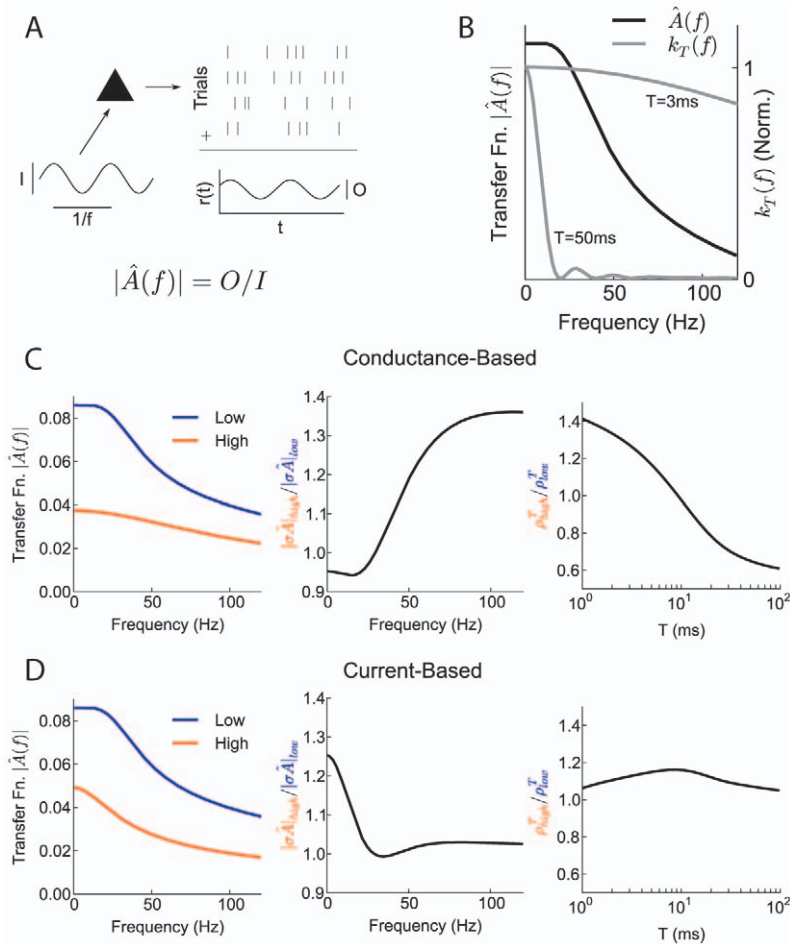 A
Trials
+
I
1/f
r(t)
O
t
|Â(f)| = O/I
B
Â(f)
k_T(f)
Transfer Fn. |Â(f)|
T=3ms
T=50ms
1
0
k_T(f) (Norm.)
0
50
100
Frequency (Hz)
C
Conductance-Based
Transfer Fn. |Â(f)|
0.08
0.06
0.04
0.02
0.00
Low
High
0
50
100
Frequency (Hz)
|σÂ|high/|σÂ|low
1.4
1.3
1.2
1.1
1.0
0.9
0
50
100
Frequency (Hz)
ρ^T_high/ρ^T_low
1.4
1.2
1.0
0.8
0.6
10^0
10^1
10^2
T (ms)
D
Current-Based
Transfer Fn. |Â(f)|
0.08
0.06
0.04
0.02
0.00
Low
High
0
50
100
Frequency (Hz)
|σÂ|high/|σÂ|low
1.4
1.3
1.2
1.1
1.0
0.9
0
50
100
Frequency (Hz)
ρ^T_high/ρ^T_low
1.4
1.2
1.0
0.8
0.6
10^0
10^1
10^2
T (ms)